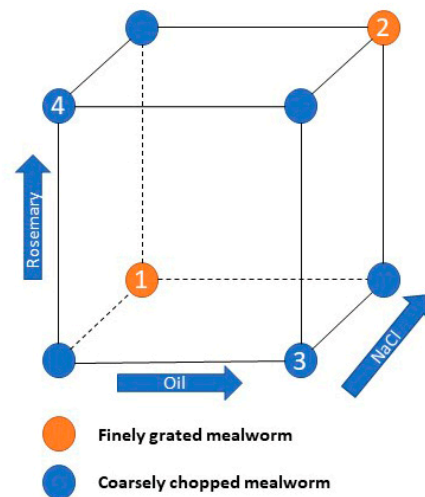 2
4
Rosemary
1
NaCl
3
Oil
Finely grated mealworm
Coarsely chopped mealworm